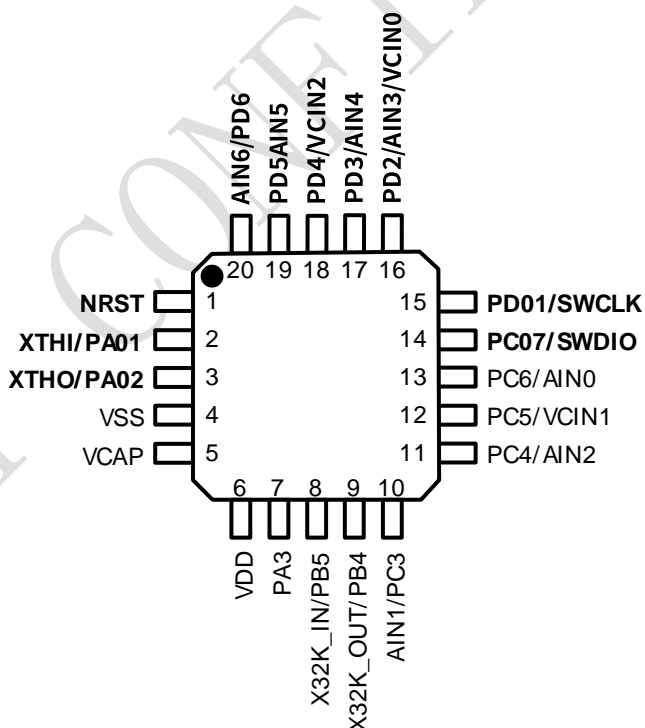 AIN6/PD6
PD5AIN5
PD4/VCIN2
PD3/AIN4
PD2/AIN3/VCIN0
20 19 18 17 16
NRST 1
XTHI/PA01 2
XTHO/PA02 3
VSS 4
VCAP 5
15 PD01/SWCLK
14 PC07/SWDIO
13 PC6/AIN0
12 PC5/VCIN1
11 PC4/AIN2
6 7 8 9 10
VDD
PA3
X32K_IN/PB5
X32K_OUT/PB4
AIN1/PC3